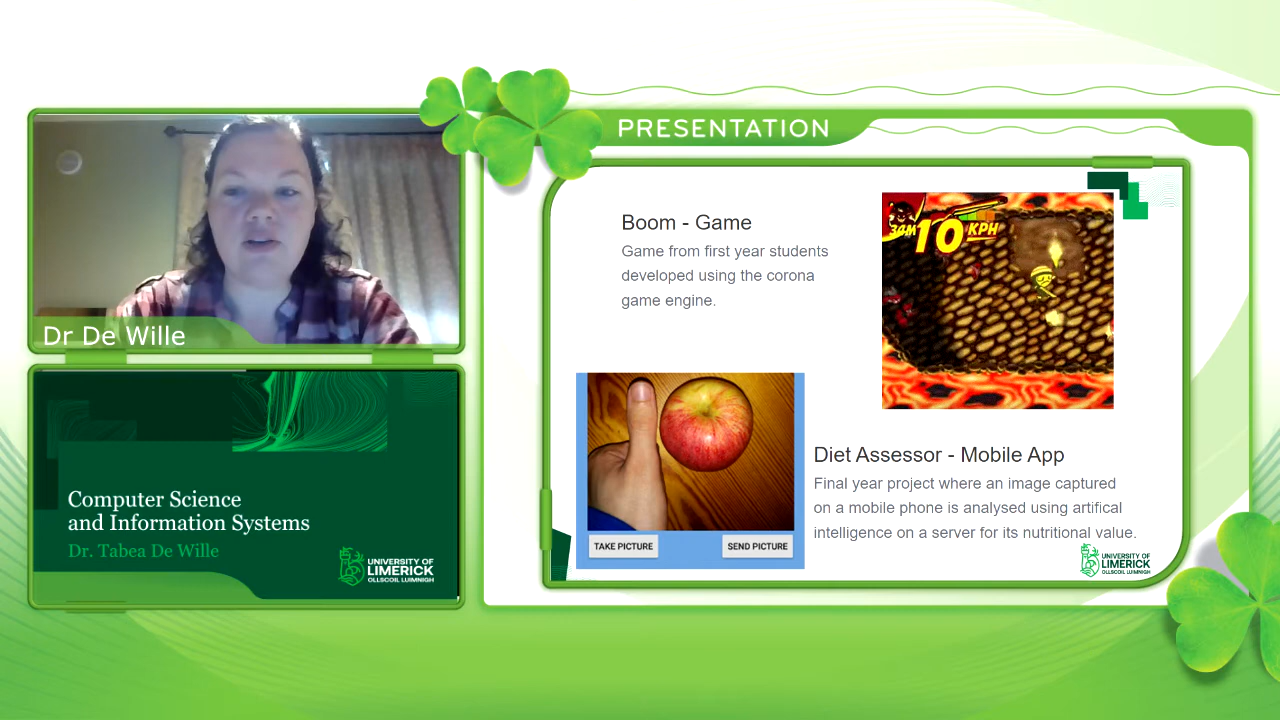 PRESENTATION
Dr De Wille
Computer Science
and Information Systems
Dr. Tabea De Wille
UNIVERSITY OF
LIMERICK
OLLSCOIL LUIMNIGH
Boom - Game
Game from first year students
developed using the corona
game engine.
10 KPH
TAKE PICTURE
SEND PICTURE
Diet Assessor - Mobile App
Final year project where an image captured
on a mobile phone is analysed using artifical
intelligence on a server for its nutritional value.
UNIVERSITY OF
LIMERICK
OLLSCOIL LUIMNIGH